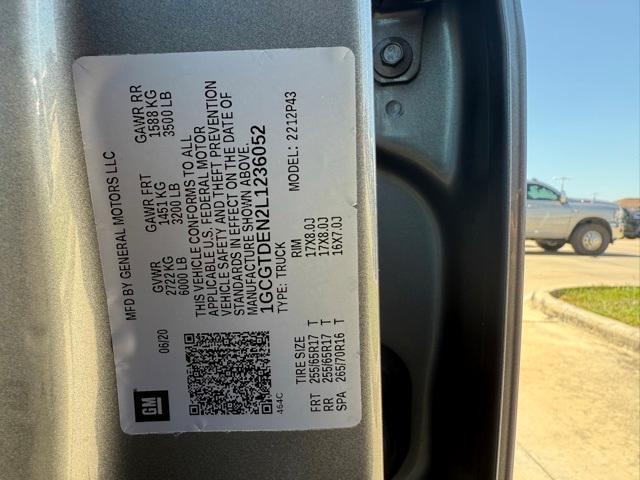 MFD BY GENERAL MOTORS LLC
06/20
GVWR GAWR FRT GAWR RR
2722 KG 1451 KG 1588 KG
6000 LB 3200 LB 3500 LB
THIS VEHICLE CONFORMS TO ALL
APPLICABLE U.S. FEDERAL MOTOR
VEHICLE SAFETY AND THEFT PREVENTION
STANDARDS IN EFFECT ON THE DATE OF
MANUFACTURE SHOWN ABOVE.
1GCGTDEN2L1236052
TYPE: TRUCK MODEL: 2212P43
GM
464C
TIRE SIZE RIM
FRT 255/65R17 T 17X8.0J
RR 255/65R17 T 17X8.0J
SPA 265/70R16 T 16X7.0J